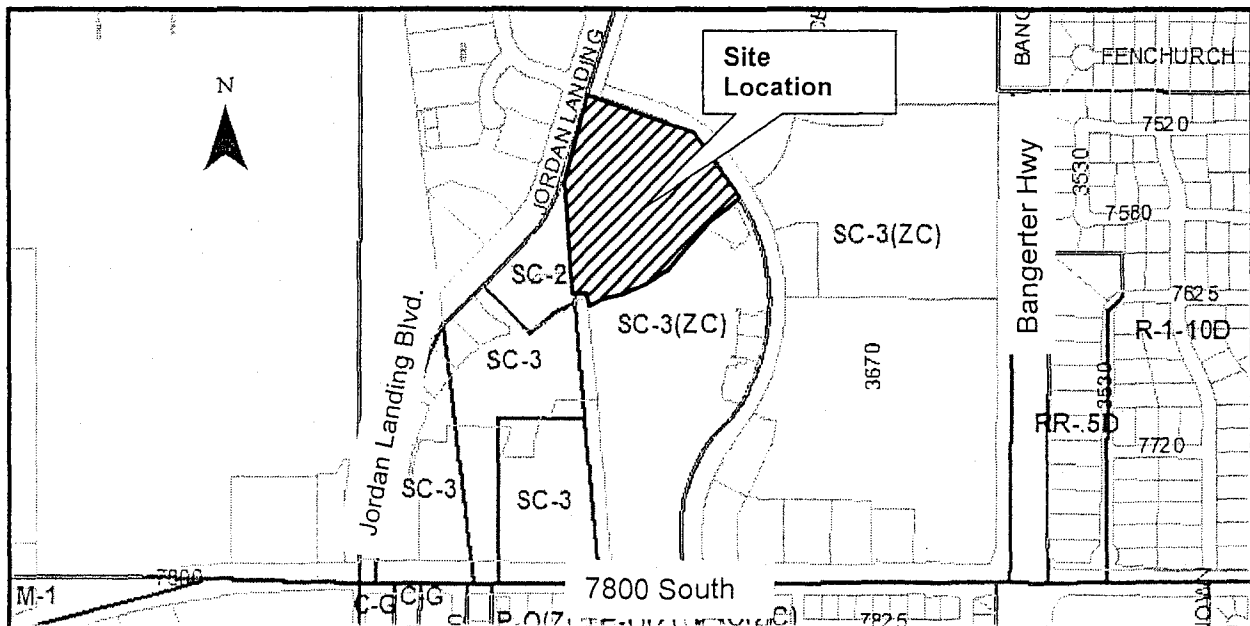 N
JORDAN LANDING
Site
Location
BANG
FENCHURCH
7520
3530
7580
SC-3(ZC)
SC-2
7625
SC-3(ZC)
R-1-10D
Bangerter Hwy
SC-3
3670
3530
RR-.5D
7720
Jordan Landing Blvd.
SC-3
SC-3
7800
M-1
C-G
C-G
7800 South
7825